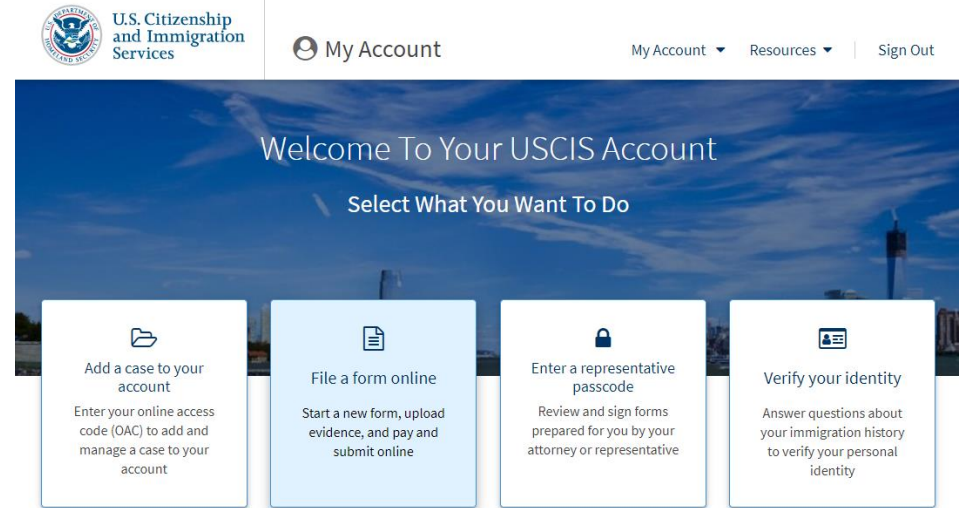 U.S. Citizenship
and Immigration
Services
My Account
My Account
Resources
Sign Out
Welcome To Your USCIS Account
Select What You Want To Do
Add a case to your
account
Enter your online access
code (OAC) to add and
manage a case to your
account
File a form online
Start a new form, upload
evidence, and pay and
submit online
Enter a representative
passcode
Review and sign forms
prepared for you by your
attorney or representative
Verify your identity
Answer questions about
your immigration history
to verify your personal
identity